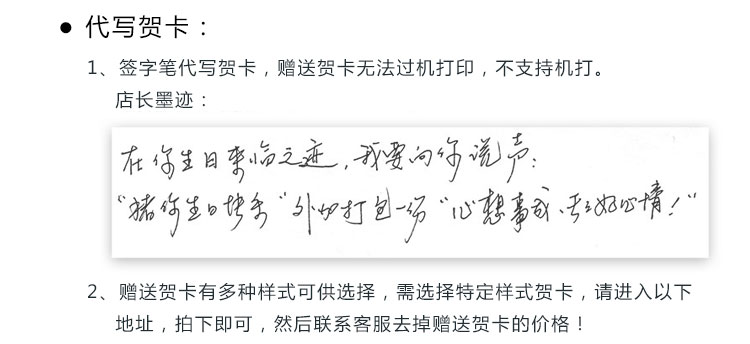 ● 代写贺卡：
1、签字笔代写贺卡，赠送贺卡无法过机打印，不支持机打。
店长墨迹：
在你生日来临之迹，我要向你说声：
“猪你生日快乐“外加打包一份“心想事成、天天好心情！”
2、赠送贺卡有多种样式可供选择，需选择特定样式贺卡，请进入以下
地址，拍下即可，然后联系客服去掉赠送贺卡的价格！